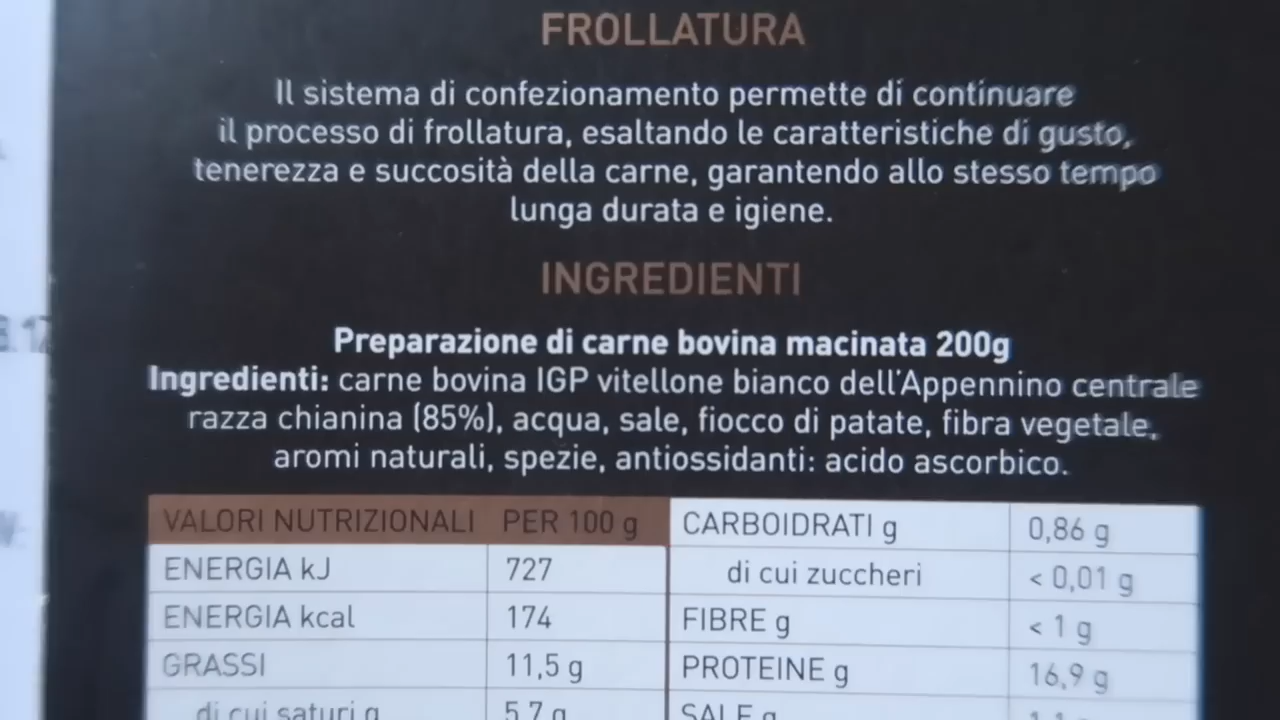 FROLLATURA
Il sistema di confezionamento permette di continuare
il processo di frollatura, esaltando le caratteristiche di gusto,
tenerezza e succosità della carne, garantendo allo stesso tempo
lunga durata e igiene.
INGREDIENTI
Preparazione di carne bovina macinata 200g
Ingredienti: carne bovina IGP vitellone bianco dell'Appennino centrale
razza chianina (85%), acqua, sale, fiocco di patate, fibra vegetale,
aromi naturali, spezie, antiossidanti: acido ascorbico.
VALORI NUTRIZIONALI PER 100 g
ENERGIA kJ 727
ENERGIA kcal 174
GRASSI 11,5 g
di cui saturi g 5,7 g
CARBOIDRATI g 0,86 g
di cui zuccheri < 0,01 g
FIBRE g < 1 g
PROTEINE g 16,9 g
SALE g